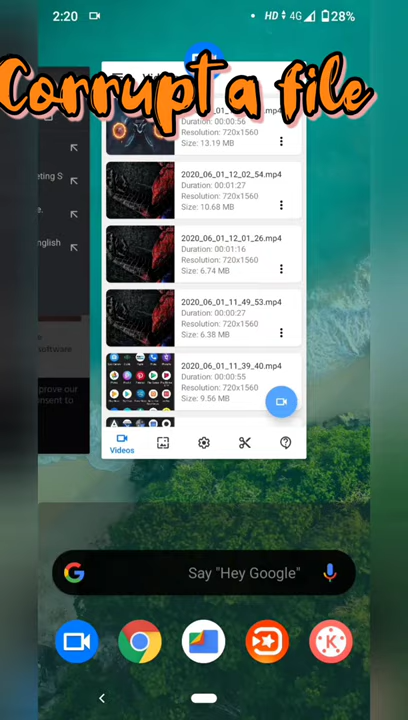 2:20
HD 4G 28%
Corrupt a file
Duration: 00:00:56
Resolution: 720x1560
Size: 13.19 MB
2020_06_01_12_02_54.mp4
Duration: 00:01:27
Resolution: 720x1560
Size: 10.68 MB
2020_06_01_12_01_26.mp4
Duration: 00:01:16
Resolution: 720x1560
Size: 6.74 MB
2020_06_01_11_49_53.mp4
Duration: 00:00:27
Resolution: 720x1560
Size: 6.38 MB
2020_06_01_11_39_40.mp4
Duration: 00:00:55
Resolution: 720x1560
Size: 9.56 MB
Videos
eting S
e.
nglish
software
prove our
onsent to
Say "Hey Google"